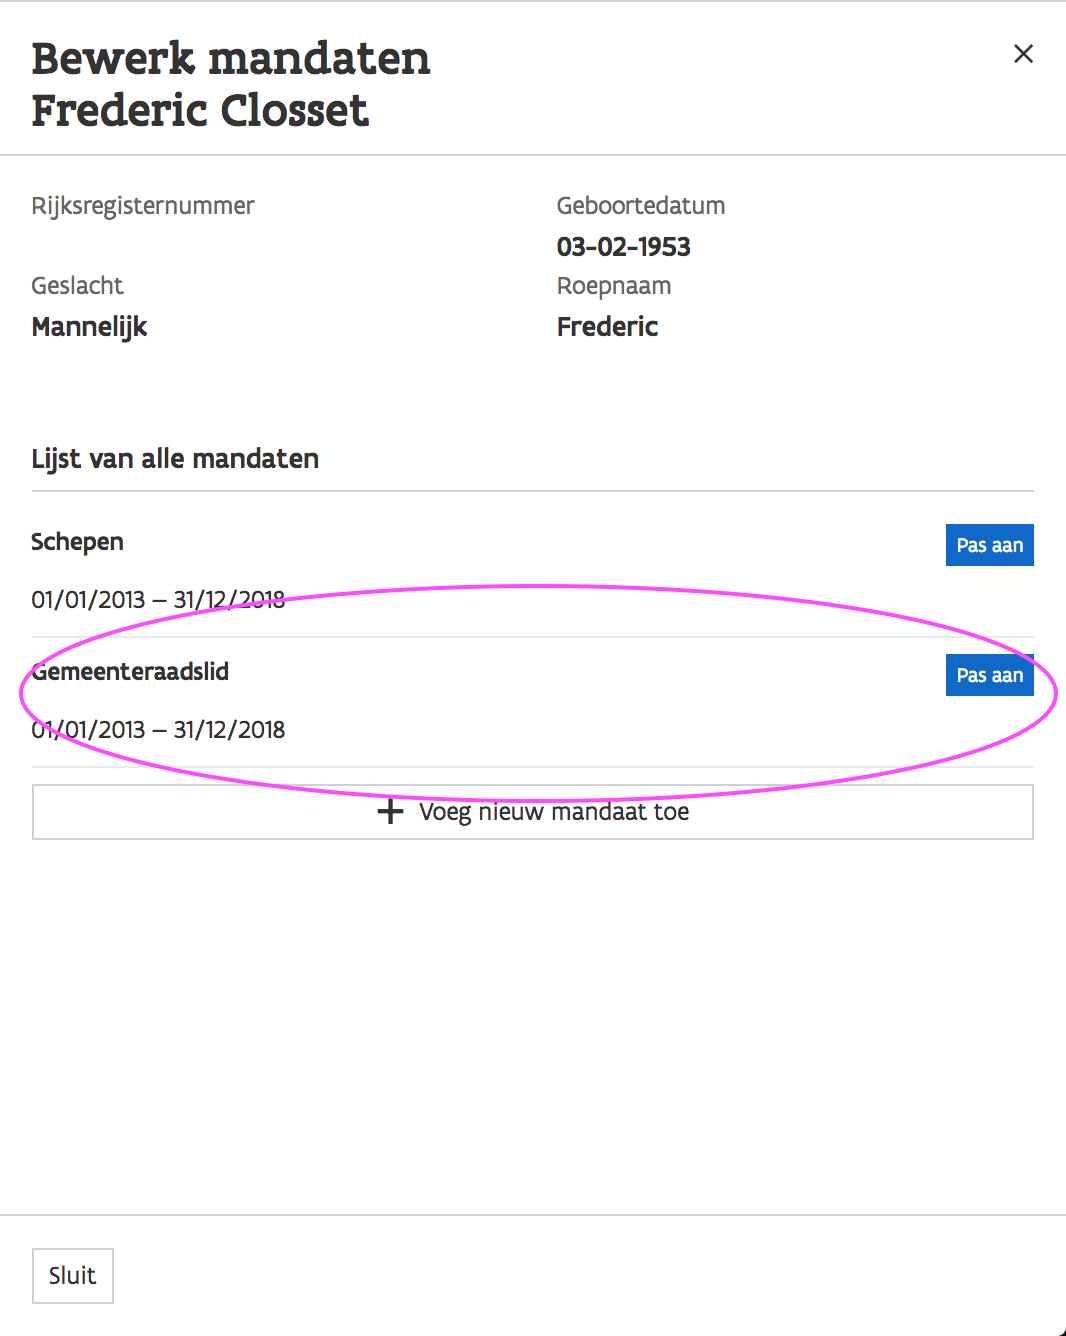 Bewerk mandaten
Frederic Closset
Rijksregisternummer
Geboortedatum
03-02-1953
Geslacht
Mannelijk
Roepnaam
Frederic
Lijst van alle mandaten
Schepen
Pas aan
01/01/2013 – 31/12/2018
Gemeenteraadslid
Pas aan
01/01/2013 – 31/12/2018
Voeg nieuw mandaat toe
Sluit